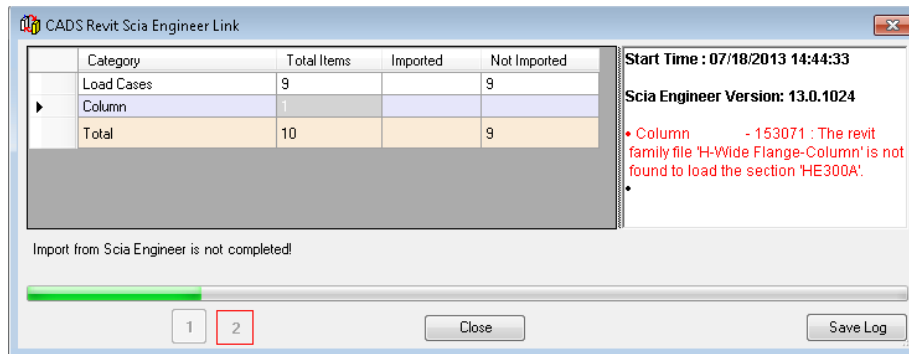 CADS Revit Scia Engineer Link
Category Total Items Imported Not Imported
Load Cases 9 9
Column 1
Total 10 9
Start Time : 07/18/2013 14:44:33
Scia Engineer Version: 13.0.1024
• Column - 153071 : The revit
family file 'H-Wide Flange-Column' is not
found to load the section 'HE300A'.
•
Import from Scia Engineer is not completed!
1 2 Close Save Log